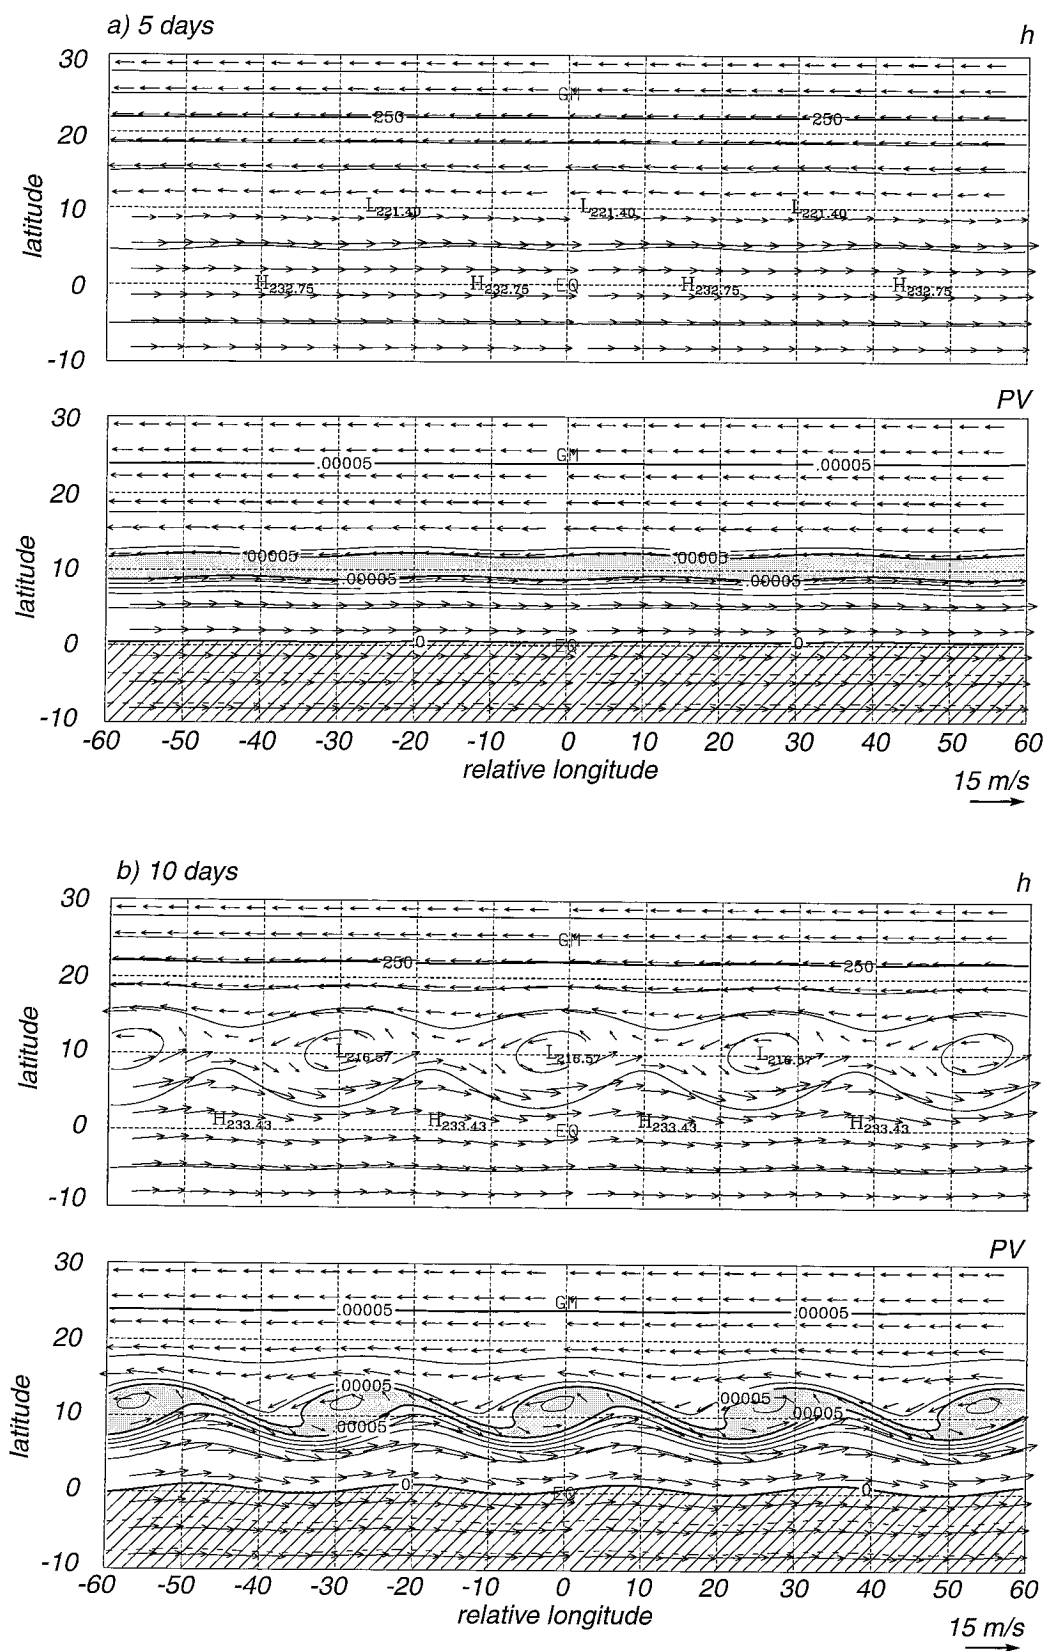 a) 5 days
h
30
GM
250 250
20
L221.40 L221.40 L221.40
10
latitude
H232.75 H232.75 EQ H232.75 H232.75
0
-10
PV
30
GM
.00005 .00005
20
.00005 .00005
10
.00005 .00005
latitude
0 0
0 EQ
-10
-60 -50 -40 -30 -20 -10 0 10 20 30 40 50 60
relative longitude
15 m/s
b) 10 days
h
30
GM
250 250
20
L216.57 L216.57 L216.57
10
latitude
H233.43 H233.43 H233.43 H233.43
0 EQ
-10
PV
30
GM
.00005 .00005
20
.00005 .00005
10
.00005 .00005
latitude
0 0
0 EQ
-10
-60 -50 -40 -30 -20 -10 0 10 20 30 40 50 60
relative longitude
15 m/s